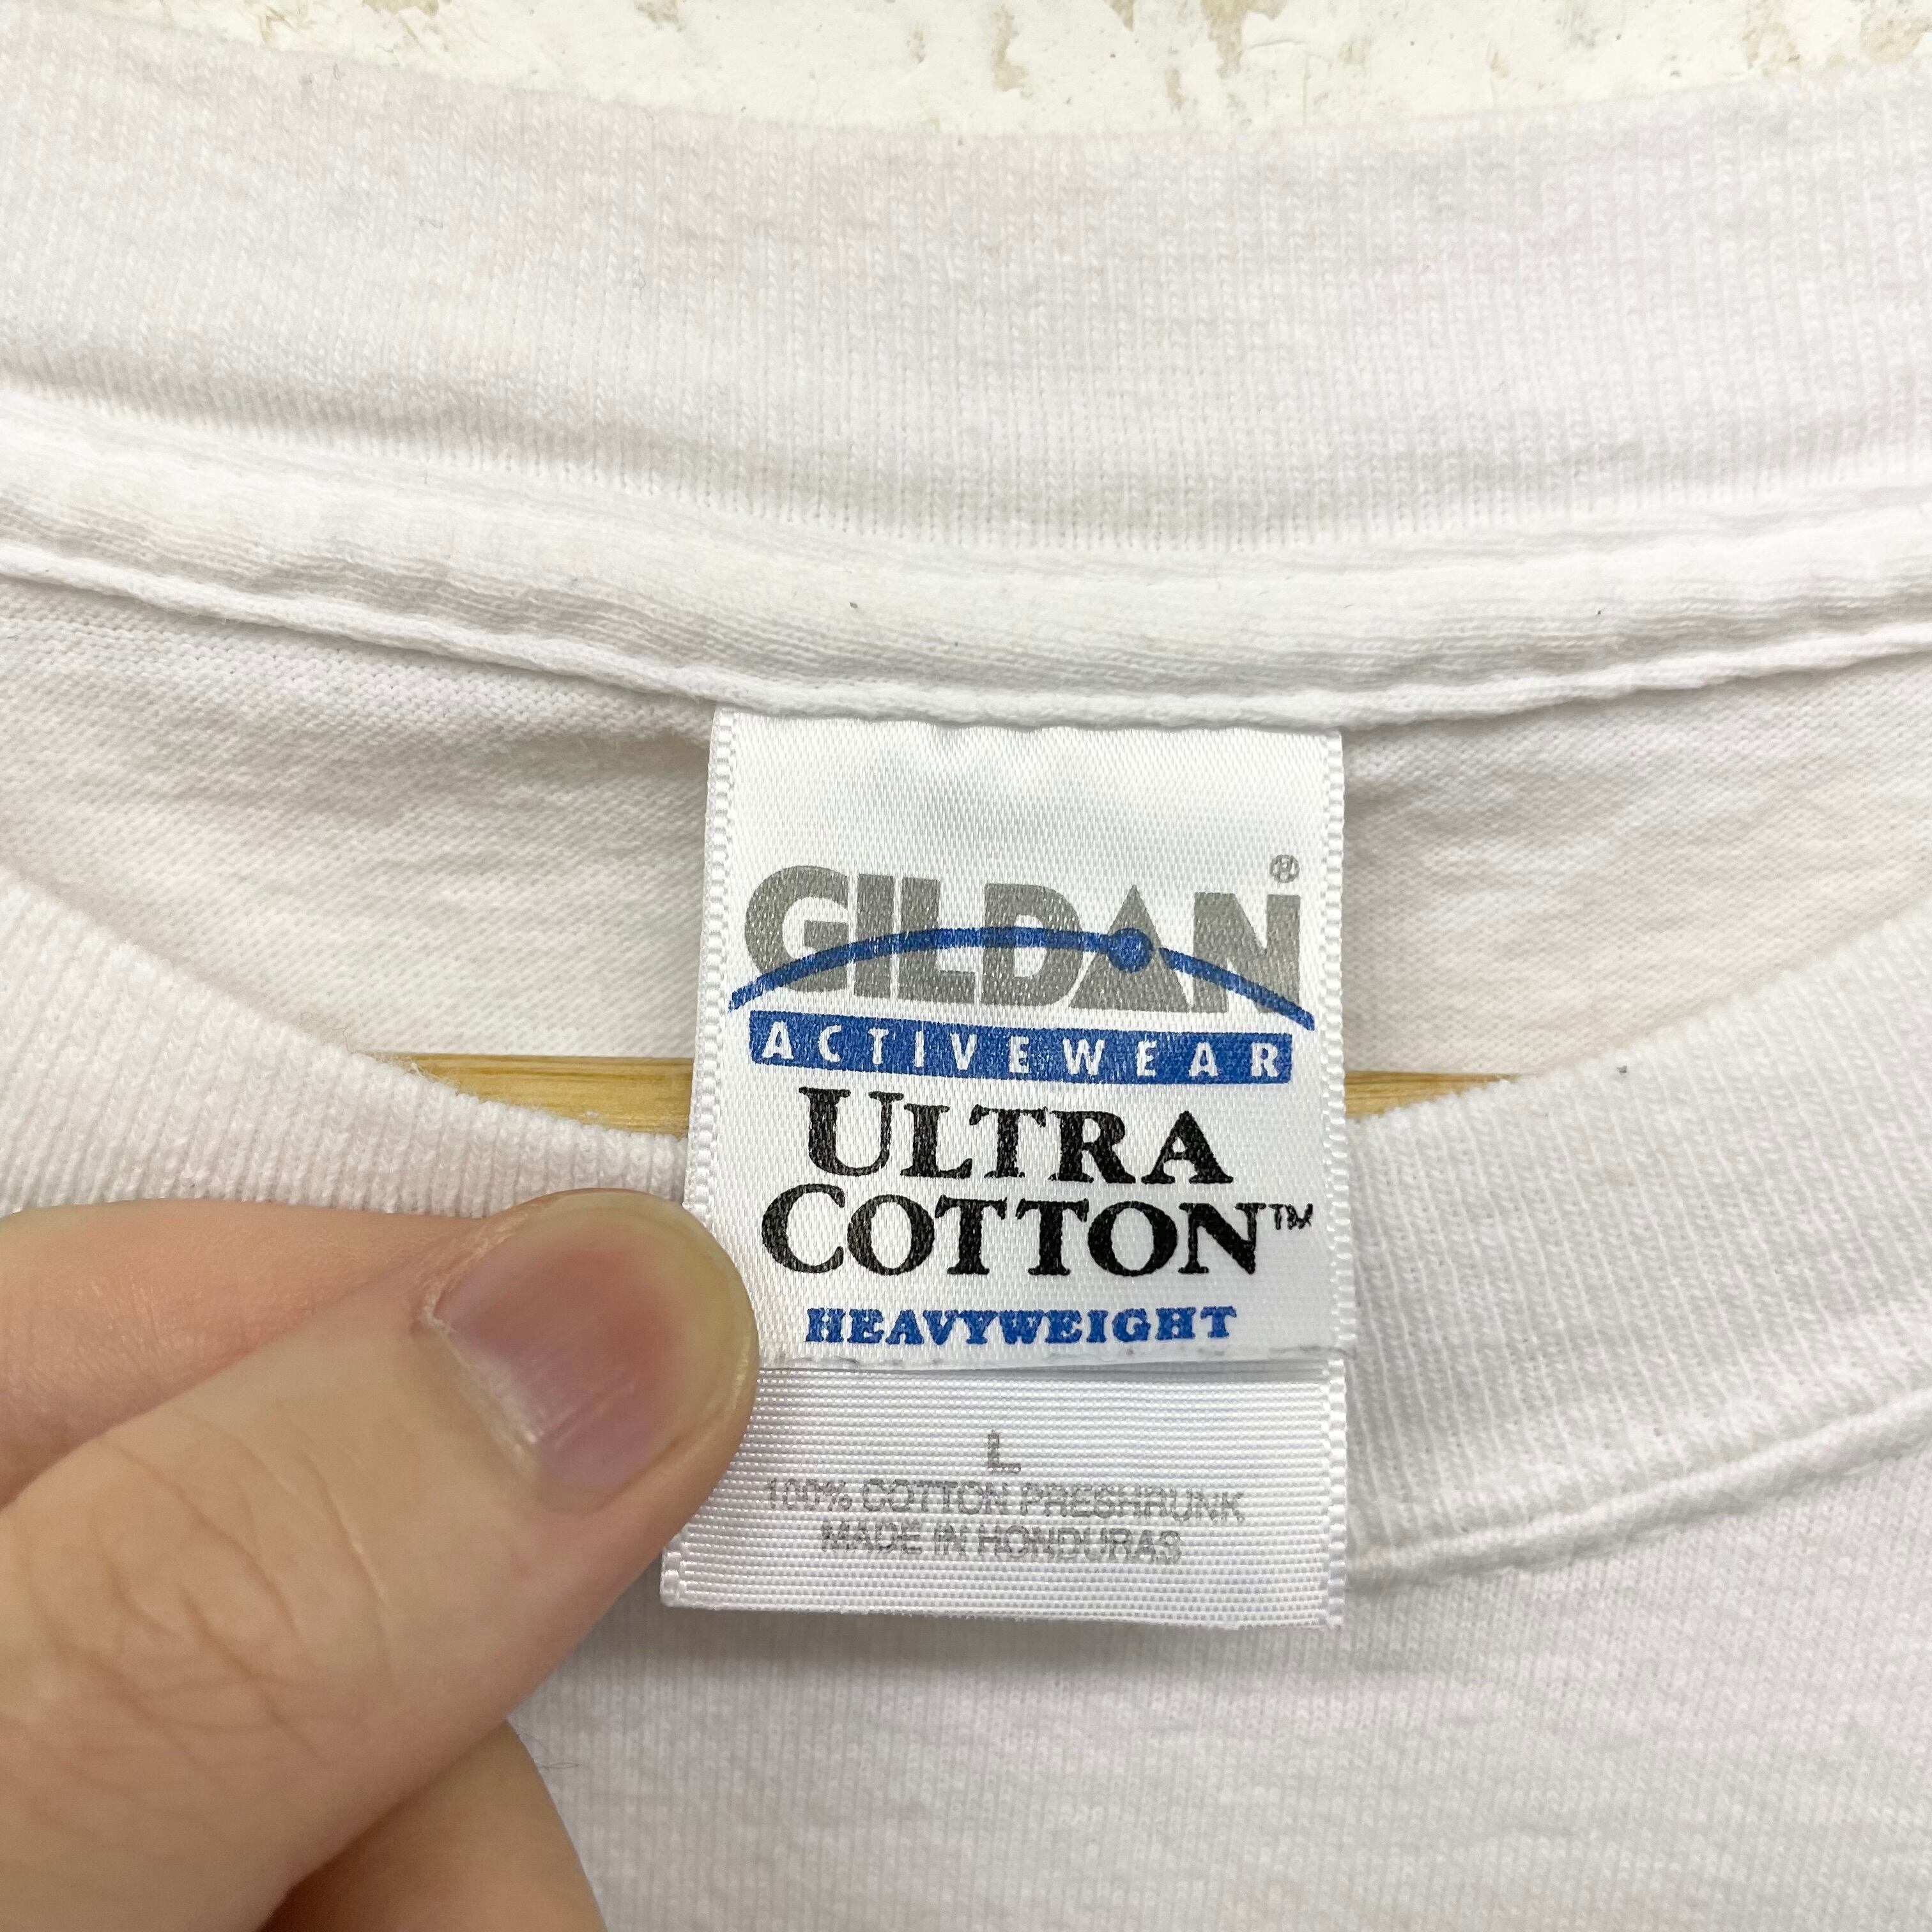 GILDAN®
ACTIVEWEAR
ULTRA
COTTON™
HEAVYWEIGHT
L
100% COTTON PRESHRUNK
MADE IN HONDURAS